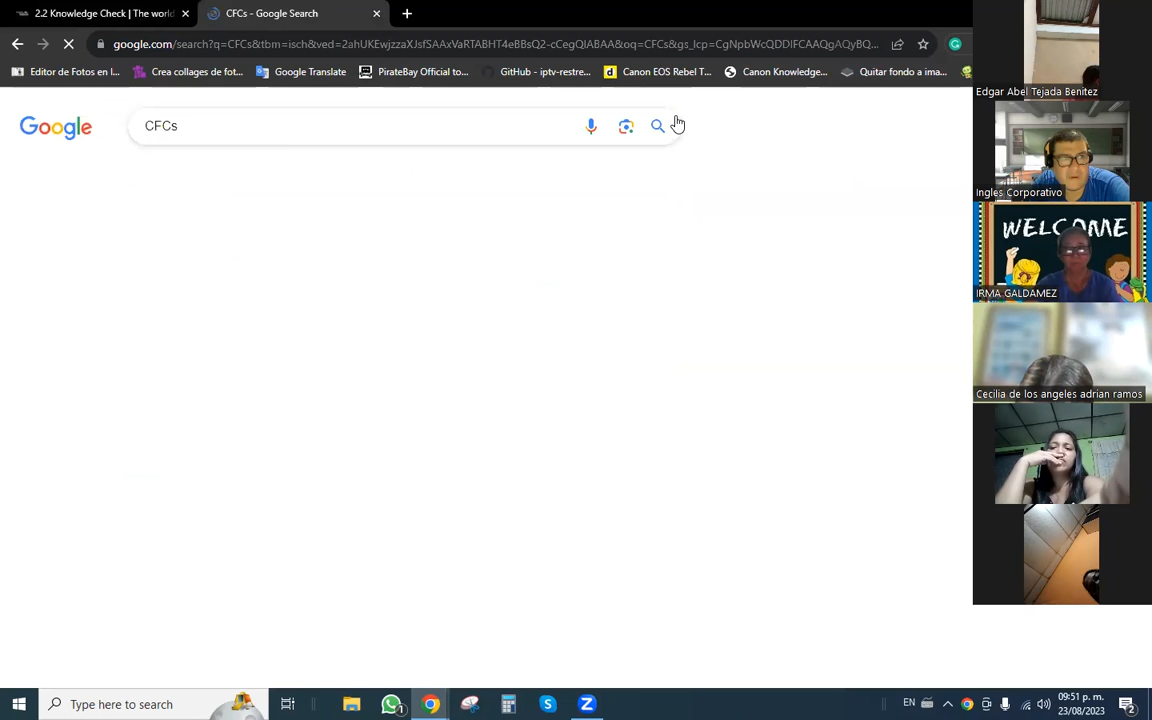 2.2 Knowledge Check | The world
CFCs - Google Search
google.com/search?q=CFCs&tbm=isch&ved=2ahUKEwjzzaXJsfSAAxVaRTABHT4eBBsQ2-cCegQIABAA&oq=CFCs&gs_lcp=CgNpbWcQDDIFCAAQgAQyBQ...
Editor de Fotos en l...
Crea collages de fot...
Google Translate
PirateBay Official to...
GitHub - iptv-restre...
Canon EOS Rebel T...
Canon Knowledge...
Quitar fondo a ima...
Google
CFCs
Edgar Abel Tejada Benitez
Ingles Corporativo
WELCOME
IRMA GALDAMEZ
Cecilia de los angeles adrian ramos
Type here to search
1
EN
09:51 p. m.
23/08/2023
2